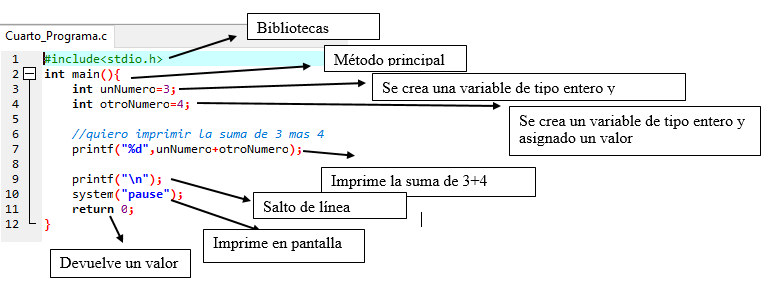 Cuarto_Programa.c
Bibliotecas
1 #include<stdio.h>
Método principal
2 int main(){
3 int unNumero=3;
Se crea una variable de tipo entero y
4 int otroNumero=4;
Se crea un variable de tipo entero y
asignado un valor
5
6 //quiero imprimir la suma de 3 mas 4
7 printf("%d",unNumero+otroNumero);
Imprime la suma de 3+4
8
9 printf("\n");
Salto de línea
10 system("pause");
Imprime en pantalla
11 return 0;
Devuelve un valor
12 }